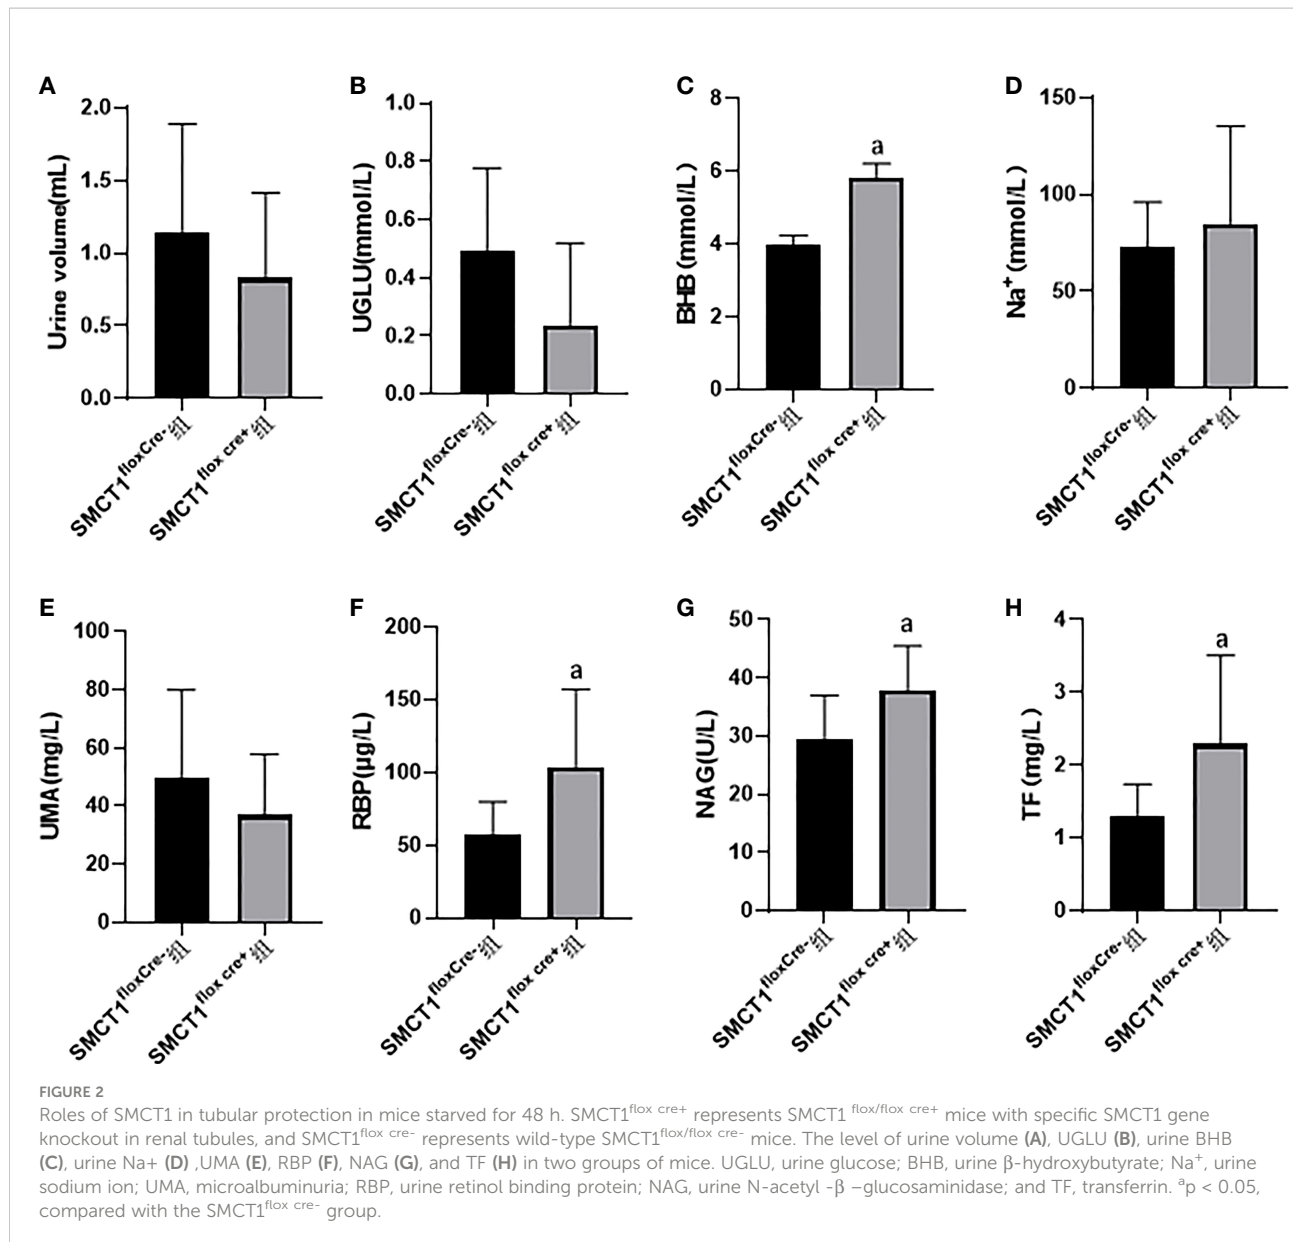 A
Urine volume(mL)
2.0
1.5
1.0
0.5
0.0
SMCT1floxCre-组
SMCT1flox cre+组
B
UGLU(mmol/L)
1.0
0.8
0.6
0.4
0.2
0.0
SMCT1floxCre-组
SMCT1flox cre+组
C
BHB (mmol/L)
8
6
4
2
0
a
SMCT1floxCre-组
SMCT1flox cre+组
D
Na+ (mmol/L)
150
100
50
0
SMCT1floxCre-组
SMCT1flox cre+组
E
UMA(mg/L)
100
80
60
40
20
0
SMCT1floxCre-组
SMCT1flox cre+组
F
RBP(μg/L)
200
150
100
50
0
a
SMCT1floxCre-组
SMCT1flox cre+组
G
NAG(U/L)
50
40
30
20
10
0
a
SMCT1floxCre-组
SMCT1flox cre+组
H
TF (mg/L)
4
3
2
1
0
a
SMCT1floxCre-组
SMCT1flox cre+组
FIGURE 2
Roles of SMCT1 in tubular protection in mice starved for 48 h. SMCT1flox cre+ represents SMCT1 flox/flox cre+ mice with specific SMCT1 gene
knockout in renal tubules, and SMCT1flox cre- represents wild-type SMCT1flox/flox cre- mice. The level of urine volume (A), UGLU (B), urine BHB
(C), urine Na+ (D) ,UMA (E), RBP (F), NAG (G), and TF (H) in two groups of mice. UGLU, urine glucose; BHB, urine β-hydroxybutyrate; Na+, urine
sodium ion; UMA, microalbuminuria; RBP, urine retinol binding protein; NAG, urine N-acetyl -β –glucosaminidase; and TF, transferrin. ap < 0.05,
compared with the SMCT1flox cre- group.